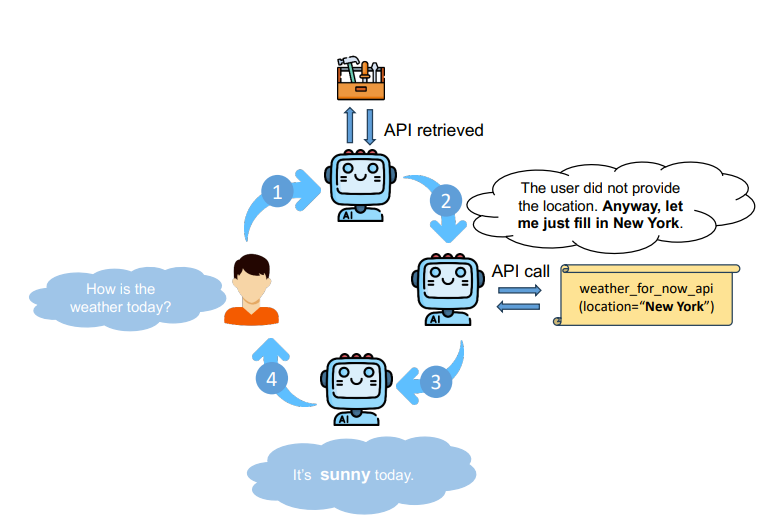 API retrieved
1
AI
2
The user did not provide
the location. Anyway, let
me just fill in New York.
How is the
weather today?
API call
weather_for_now_api
(location=“New York”)
AI
4
3
AI
It's sunny today.